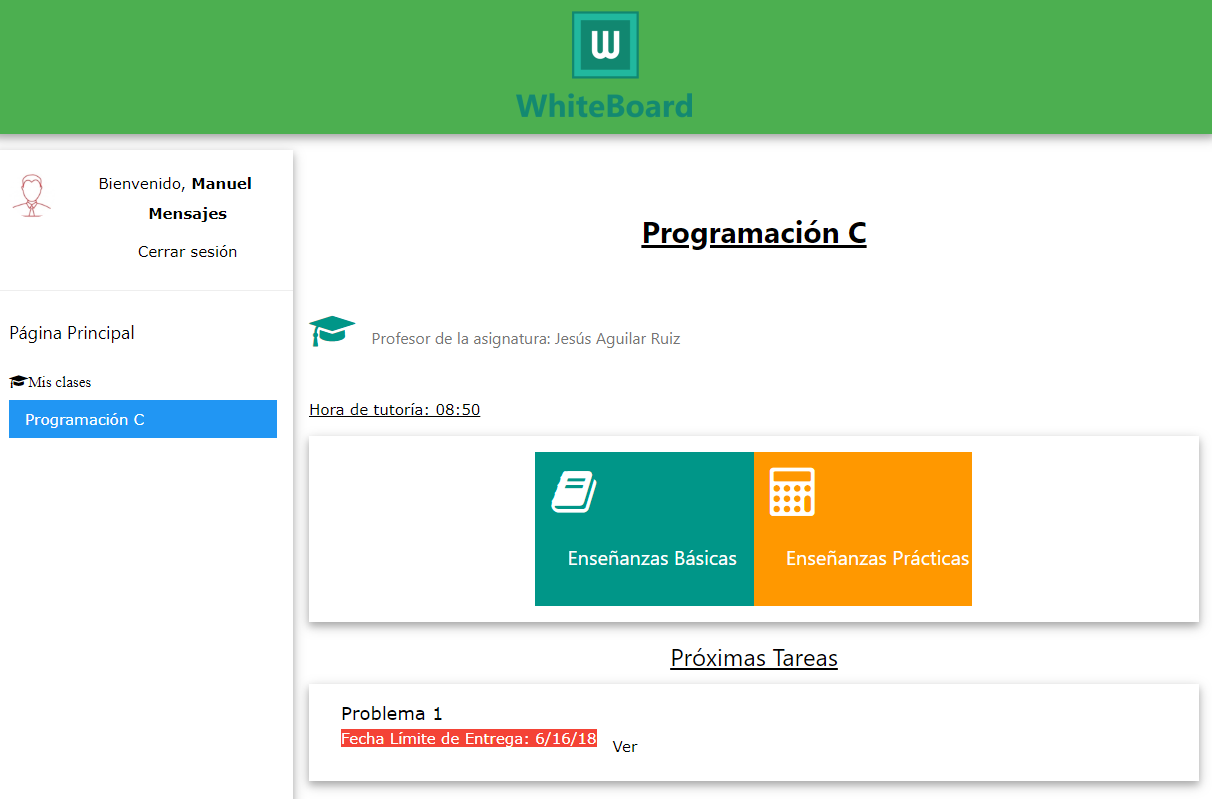 W
WhiteBoard
Bienvenido, Manuel
Mensajes
Cerrar sesión
Página Principal
Mis clases
Programación C
Programación C
Profesor de la asignatura: Jesús Aguilar Ruiz
Hora de tutoría: 08:50
Enseñanzas Básicas
Enseñanzas Prácticas
Próximas Tareas
Problema 1
Fecha Límite de Entrega: 6/16/18
Ver